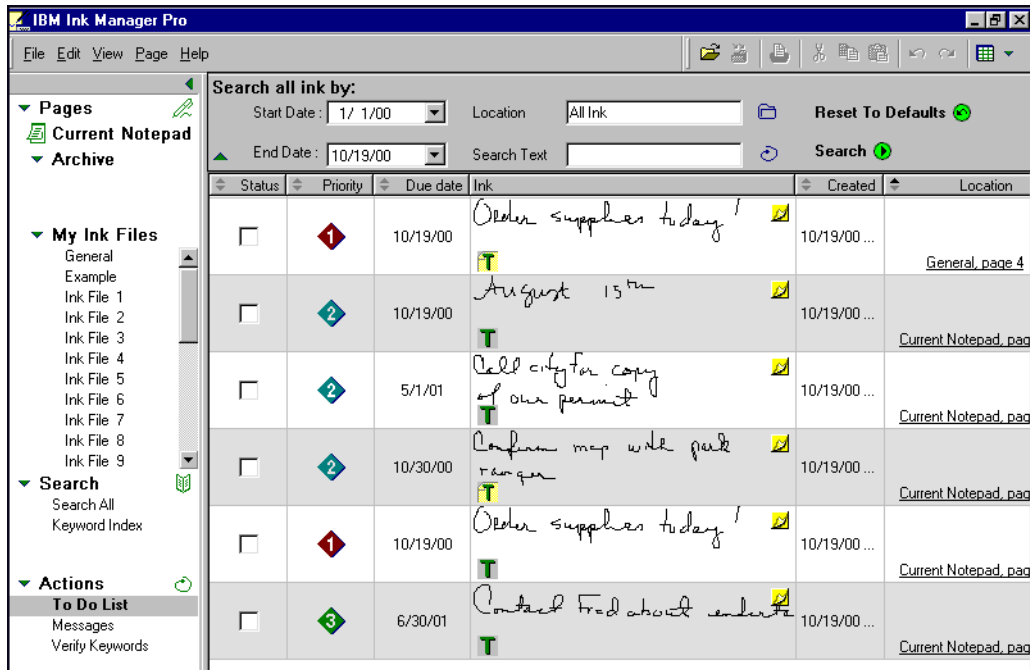 IBM Ink Manager Pro
File Edit View Page Help
Pages
Current Notepad
Archive
My Ink Files
General
Example
Ink File 1
Ink File 2
Ink File 3
Ink File 4
Ink File 5
Ink File 6
Ink File 7
Ink File 8
Ink File 9
Search
Search All
Keyword Index
Actions
To Do List
Messages
Verify Keywords
Search all ink by:
Start Date : 1/ 1/00 Location All Ink Reset To Defaults
End Date : 10/19/00 Search Text Search
Status Priority Due date Ink Created Location
Order supplies today!
1 10/19/00 10/19/00 ...
T General, page 4
August 15th
2 10/19/00 10/19/00 ...
T Current Notepad, pag
Call city for copy
2 5/1/01 of our permit 10/19/00 ...
T Current Notepad, pag
Confirm map with park
2 10/30/00 ranger 10/19/00 ...
T Current Notepad, pag
Order supplies today!
1 10/19/00 10/19/00 ...
T Current Notepad, pag
Contact Fred about
3 6/30/01 10/19/00 ...
T Current Notepad, pag